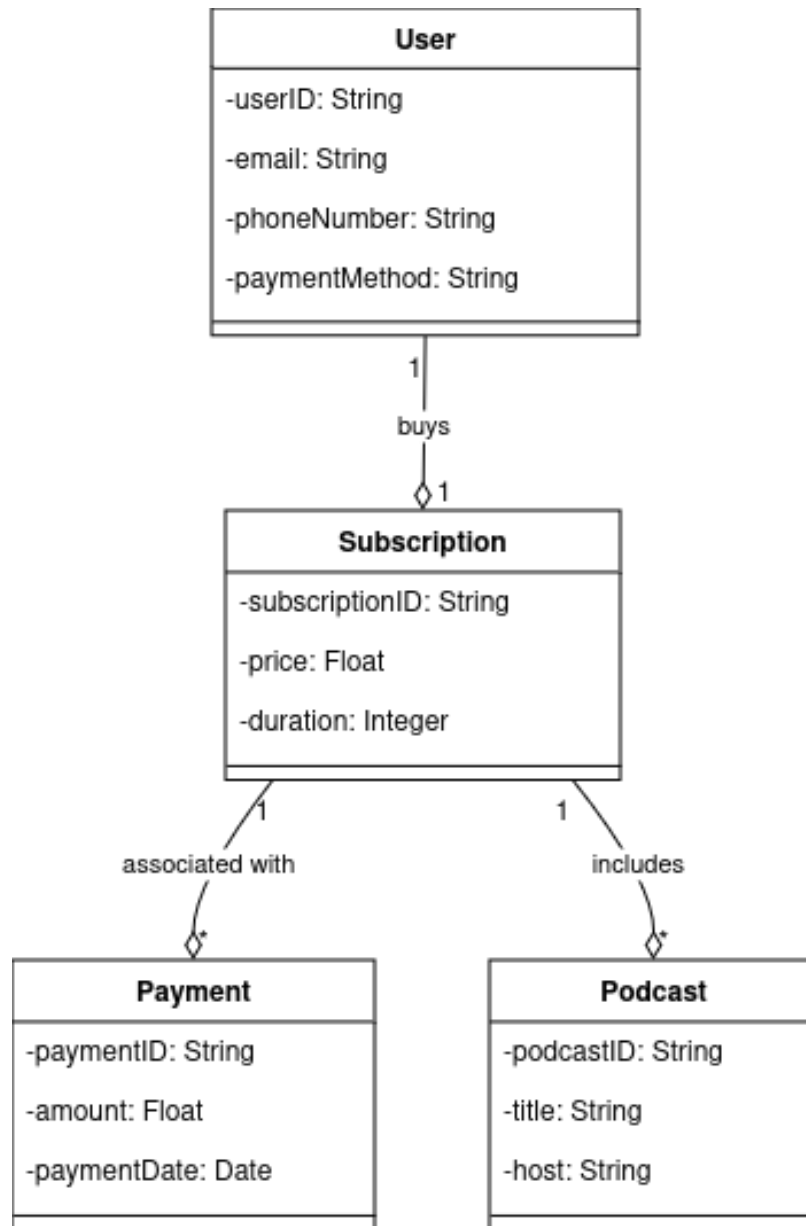 User
-userID: String
-email: String
-phoneNumber: String
-paymentMethod: String
1
buys
1
Subscription
-subscriptionID: String
-price: Float
-duration: Integer
1
1
associated with
includes
*
*
Payment
-paymentID: String
-amount: Float
-paymentDate: Date
Podcast
-podcastID: String
-title: String
-host: String